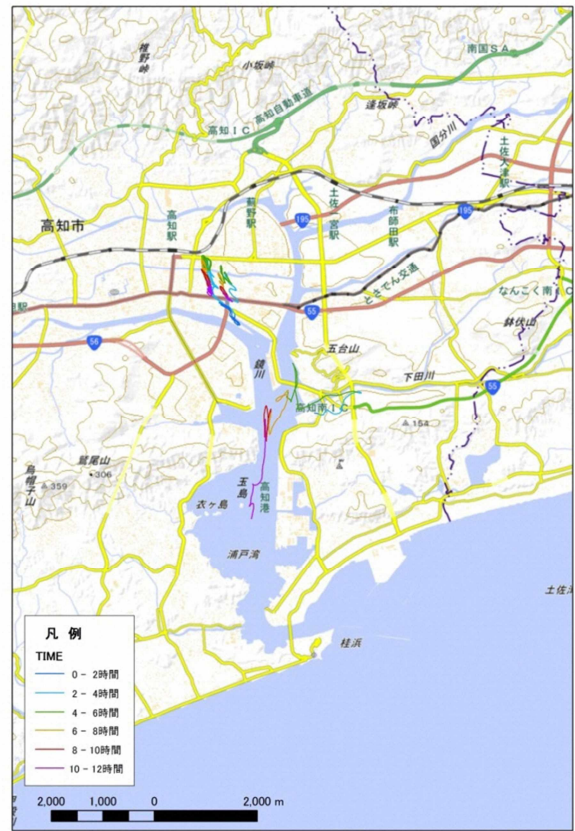 南国SA
椎野峠
小坂峠
逢坂峠
高知自動車道
高知IC
国分川
土佐大津駅
土佐一宮駅
布師田駅
薊野駅
高知駅
高知市
195
195
とさでん交通
なんこく南IC
鉢伏山
55
56
五台山
鏡川
下田川
55
高知南IC
154
鷲尾山
306
烏帽子山
359
玉島
高知港
衣ヶ島
浦戸湾
桂浜
凡 例
TIME
0 - 2時間
2 - 4時間
4 - 6時間
6 - 8時間
8 - 10時間
10 - 12時間
2,000 1,000 0 2,000 m